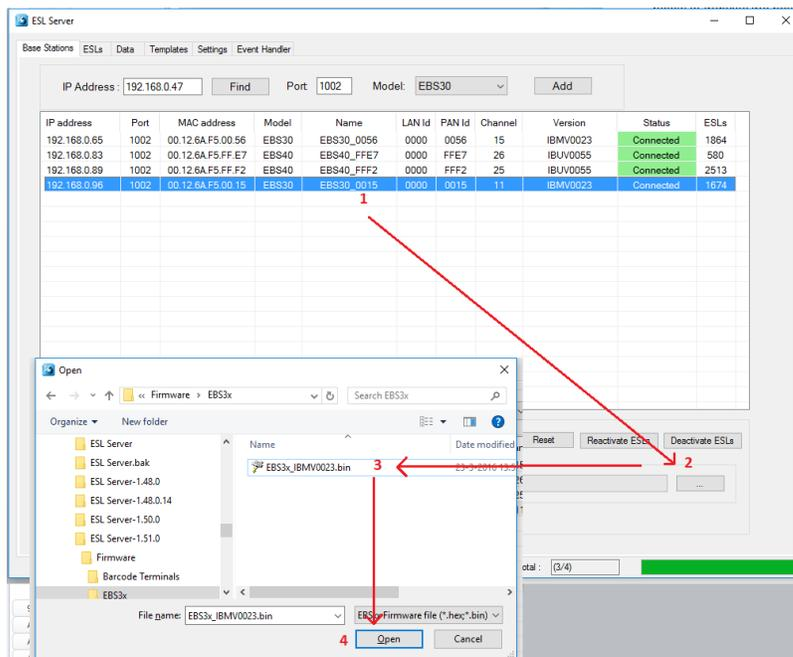 ESL Server
Base Stations ESLs Data Templates Settings Event Handler
IP Address : 192.168.0.47 Find Port 1002 Model: EBS30 Add
IP address Port MAC address Model Name LAN Id PAN Id Channel Version Status ESLs
192.168.0.65 1002 00.12.6A.F5.00.56 EBS30 EBS30_0056 0000 0056 15 IBMV0023 Connected 1864
192.168.0.83 1002 00.12.6A.F5.FF.E7 EBS40 EBS40_FFE7 0000 FFE7 26 IBUV0055 Connected 580
192.168.0.89 1002 00.12.6A.F5.FF.F2 EBS40 EBS40_FFF2 0000 FFF2 25 IBUV0055 Connected 2513
192.168.0.96 1002 00.12.6A.F5.00.15 EBS30 EBS30_0015 0000 0015 11 IBMV0023 Connected 1674
1
Open
« Firmware > EBS3x Search EBS3x
Organize New folder
Reset Reactivate ESLs Deactivate ESLs
ESL Server Name Date modified
ESL Server.bak EBS3x_IBMV0023.bin 3 2
ESL Server-1.48.0 ...
ESL Server-1.48.0.14
ESL Server-1.50.0
ESL Server-1.51.0
Firmware
Barcode Terminals
EBS3x
otal : (3/4)
File name: EBS3x_IBMV0023.bin EBSxxFirmware file (*.hex;*.bin)
4 Open Cancel